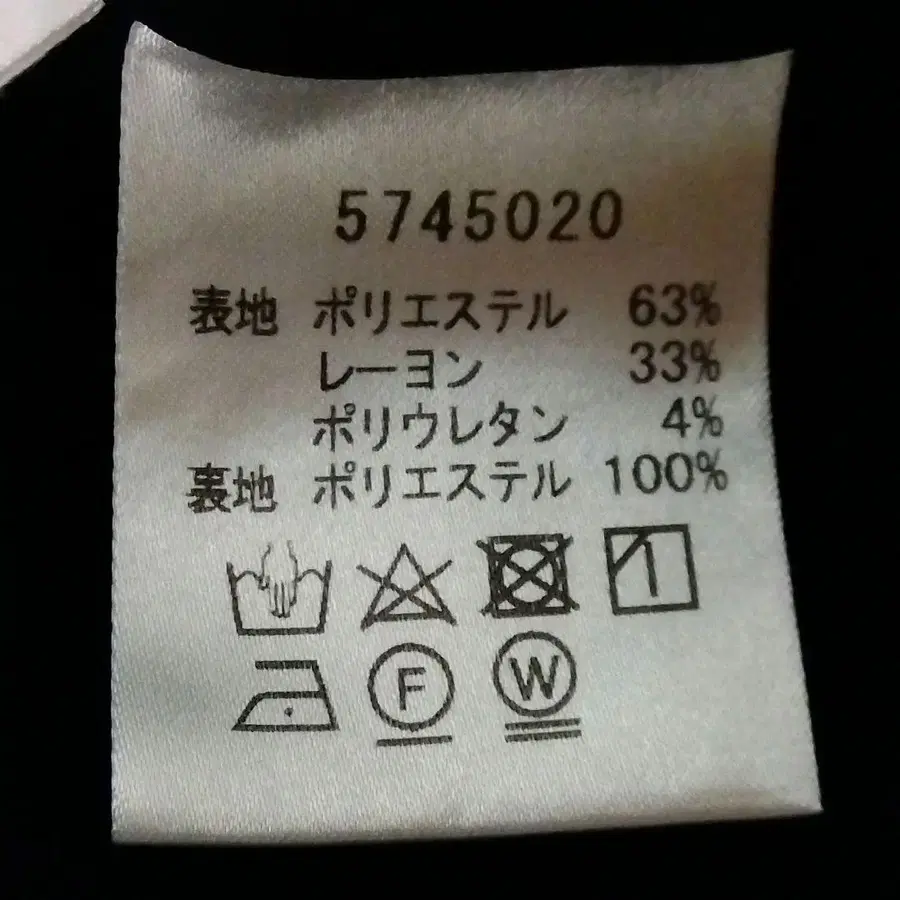 5745020
表地 ポリエステル 63%
レーヨン 33%
ポリウレタン 4%
裏地 ポリエステル 100%
F W